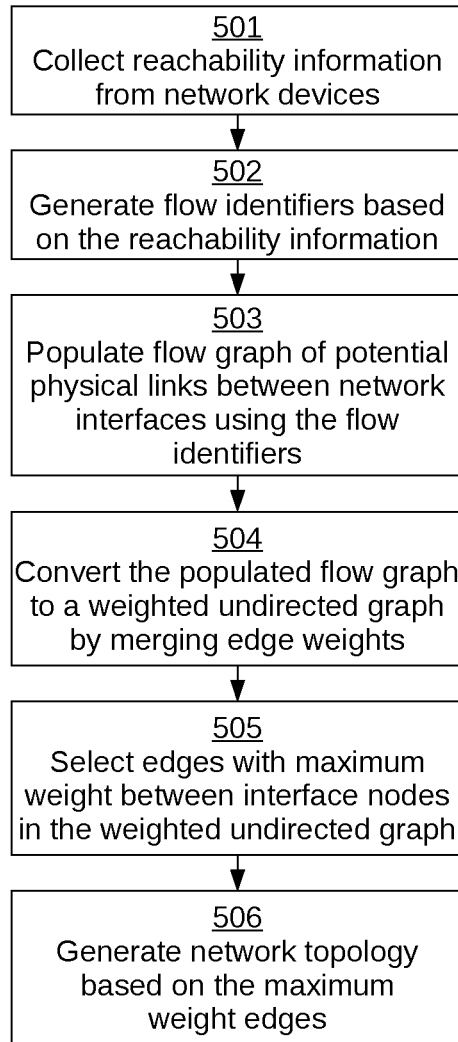 501
Collect reachability information
from network devices
502
Generate flow identifiers based
on the reachability information
503
Populate flow graph of potential
physical links between network
interfaces using the flow
identifiers
504
Convert the populated flow graph
to a weighted undirected graph
by merging edge weights
505
Select edges with maximum
weight between interface nodes
in the weighted undirected graph
506
Generate network topology
based on the maximum
weight edges